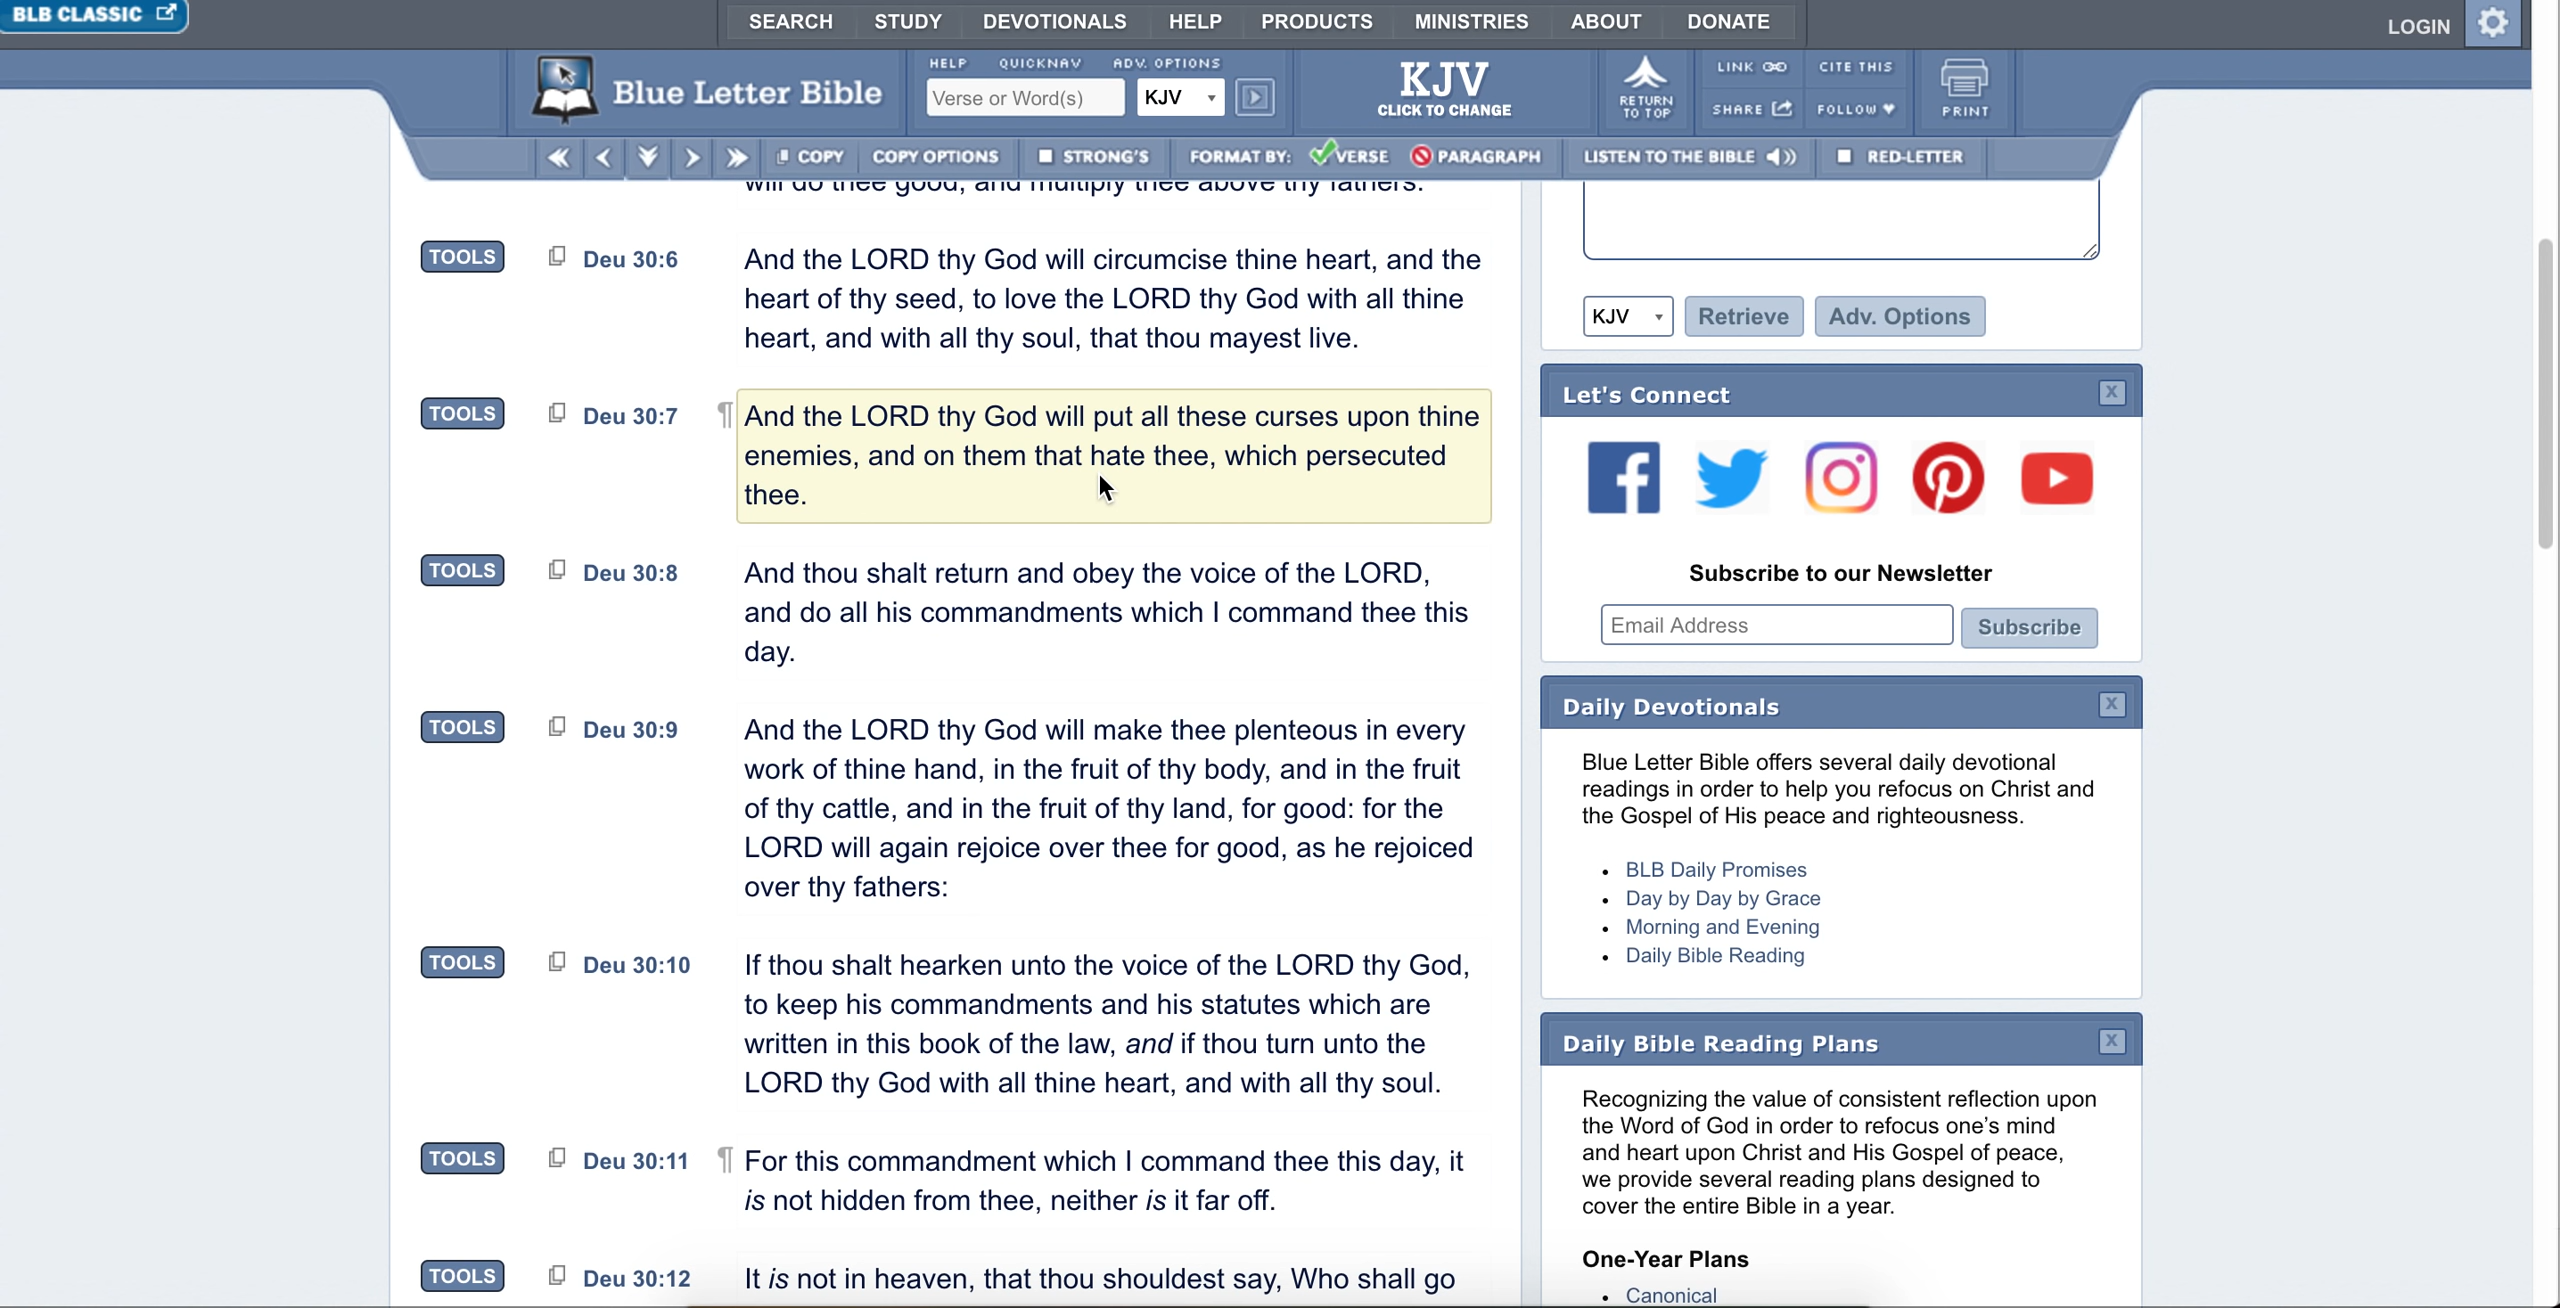 BLB CLASSIC
SEARCH STUDY DEVOTIONALS HELP PRODUCTS MINISTRIES ABOUT DONATE
LOGIN
Blue Letter Bible
HELP QUICKNAV ADV. OPTIONS
Verse or Word(s) KJV
KJV
CLICK TO CHANGE
RETURN
TO TOP
LINK CITE THIS
SHARE FOLLOW
PRINT
COPY COPY OPTIONS STRONG'S FORMAT BY: VERSE PARAGRAPH LISTEN TO THE BIBLE RED-LETTER
will do thee good, and multiply thee above thy fathers.
TOOLS Deu 30:6 And the LORD thy God will circumcise thine heart, and the
heart of thy seed, to love the LORD thy God with all thine
heart, and with all thy soul, that thou mayest live.
TOOLS Deu 30:7 ¶ And the LORD thy God will put all these curses upon thine
enemies, and on them that hate thee, which persecuted
thee.
TOOLS Deu 30:8 And thou shalt return and obey the voice of the LORD,
and do all his commandments which I command thee this
day.
TOOLS Deu 30:9 And the LORD thy God will make thee plenteous in every
work of thine hand, in the fruit of thy body, and in the fruit
of thy cattle, and in the fruit of thy land, for good: for the
LORD will again rejoice over thee for good, as he rejoiced
over thy fathers:
TOOLS Deu 30:10 If thou shalt hearken unto the voice of the LORD thy God,
to keep his commandments and his statutes which are
written in this book of the law, and if thou turn unto the
LORD thy God with all thine heart, and with all thy soul.
TOOLS Deu 30:11 ¶ For this commandment which I command thee this day, it
is not hidden from thee, neither is it far off.
TOOLS Deu 30:12 It is not in heaven, that thou shouldest say, Who shall go
KJV Retrieve Adv. Options
Let's Connect X
Subscribe to our Newsletter
Email Address Subscribe
Daily Devotionals X
Blue Letter Bible offers several daily devotional
readings in order to help you refocus on Christ and
the Gospel of His peace and righteousness.
• BLB Daily Promises
• Day by Day by Grace
• Morning and Evening
• Daily Bible Reading
Daily Bible Reading Plans X
Recognizing the value of consistent reflection upon
the Word of God in order to refocus one’s mind
and heart upon Christ and His Gospel of peace,
we provide several reading plans designed to
cover the entire Bible in a year.
One-Year Plans
• Canonical